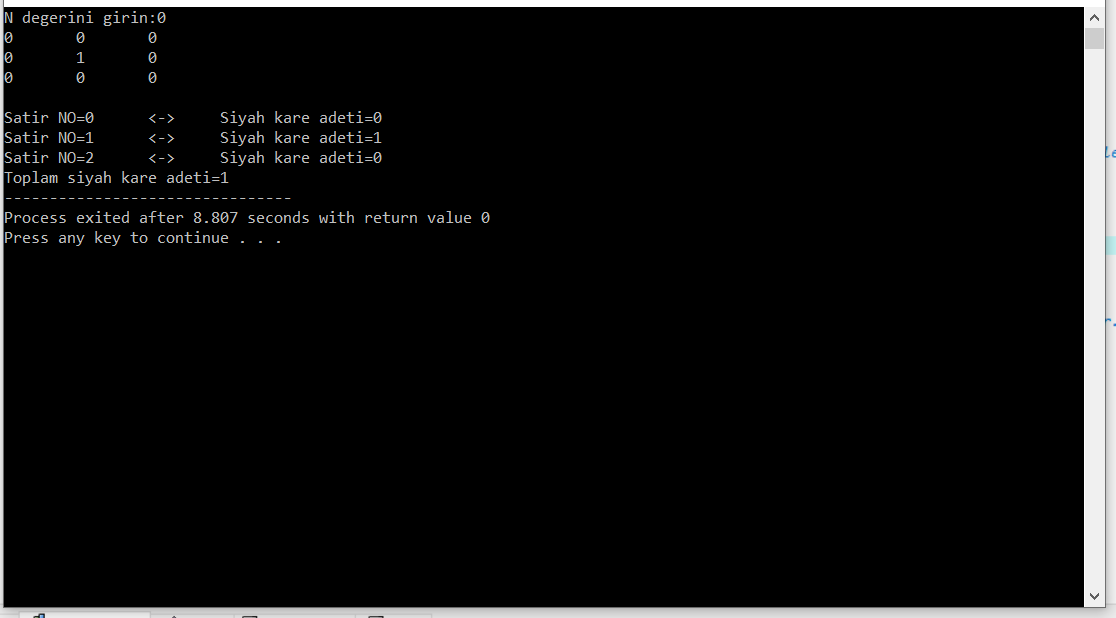 N degerini girin:0
0 0 0
0 1 0
0 0 0
Satir NO=0 <-> Siyah kare adeti=0
Satir NO=1 <-> Siyah kare adeti=1
Satir NO=2 <-> Siyah kare adeti=0
Toplam siyah kare adeti=1
--------------------------------
Process exited after 8.807 seconds with return value 0
Press any key to continue . . .